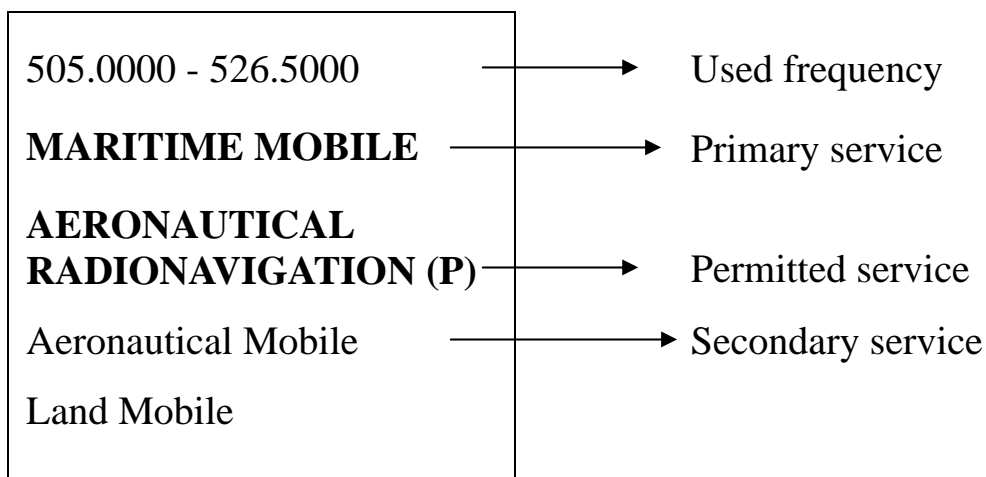 505.0000 - 526.5000 Used frequency
MARITIME MOBILE Primary service
AERONAUTICAL
RADIONAVIGATION (P) Permitted service
Aeronautical Mobile Secondary service
Land Mobile